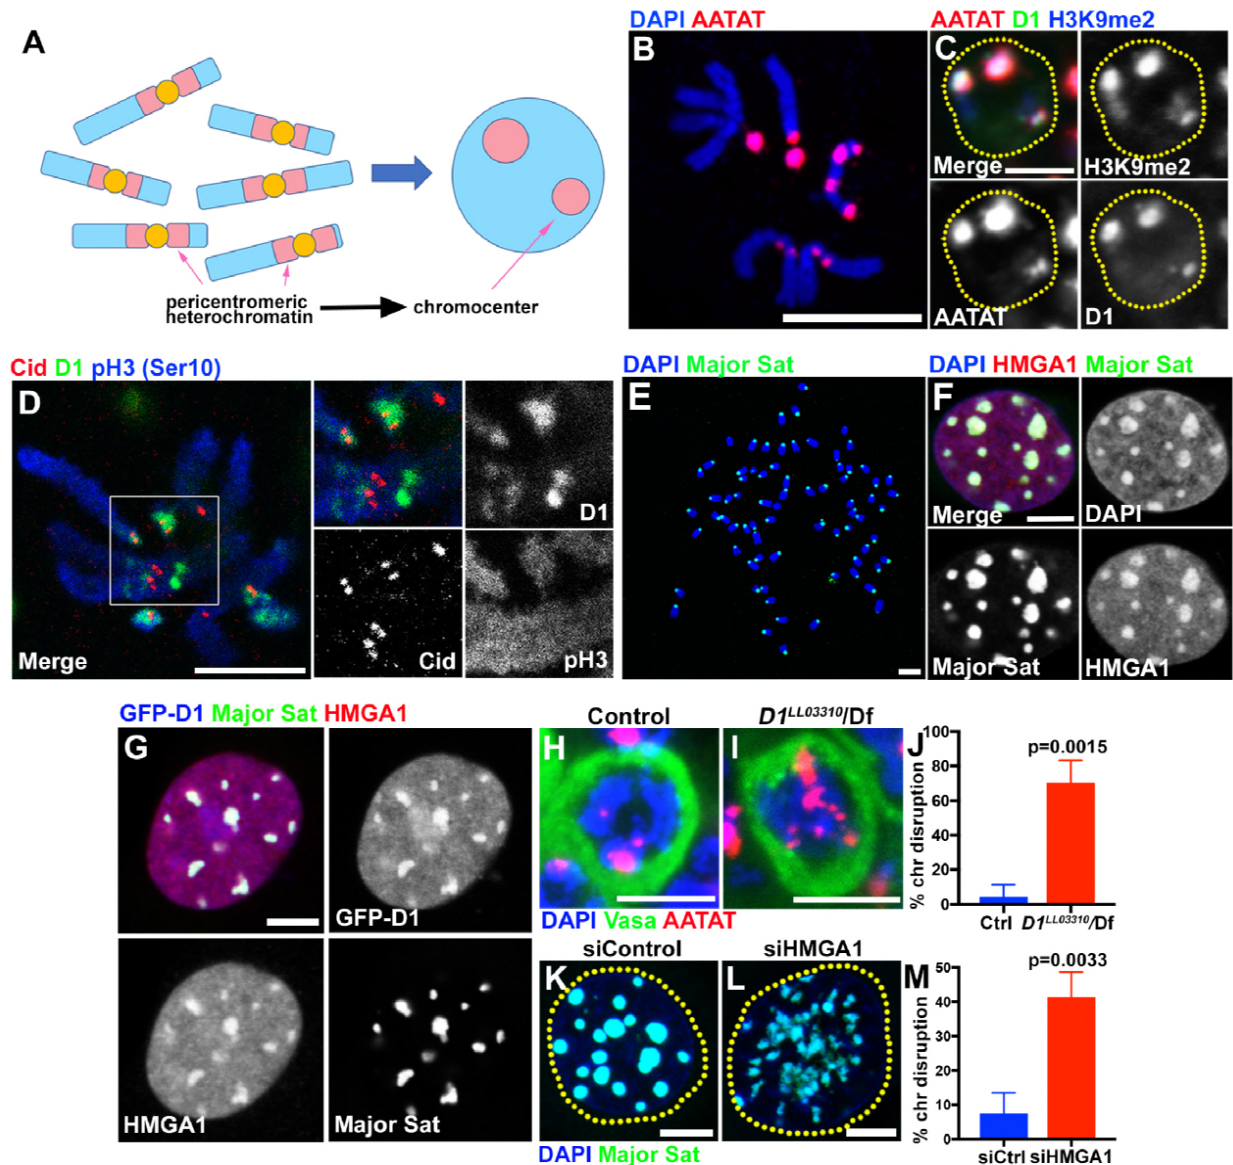 A
pericentromeric
heterochromatin
chromocenter
DAPI AATAT
B
AATAT D1 H3K9me2
C
Merge
H3K9me2
AATAT
D1
Cid D1 pH3 (Ser10)
D
Merge
D1
Cid
pH3
DAPI Major Sat
E
DAPI HMGA1 Major Sat
F
Merge
DAPI
Major Sat
HMGA1
GFP-D1 Major Sat HMGA1
G
GFP-D1
HMGA1
Major Sat
Control
H
D1LL03310/Df
I
DAPI Vasa AATAT
J
% chr disruption
100
80
60
40
20
0
p=0.0015
Ctrl D1LL03310/Df
siControl
K
siHMGA1
L
DAPI Major Sat
M
% chr disruption
50
40
30
20
10
0
p=0.0033
siCtrl siHMGA1